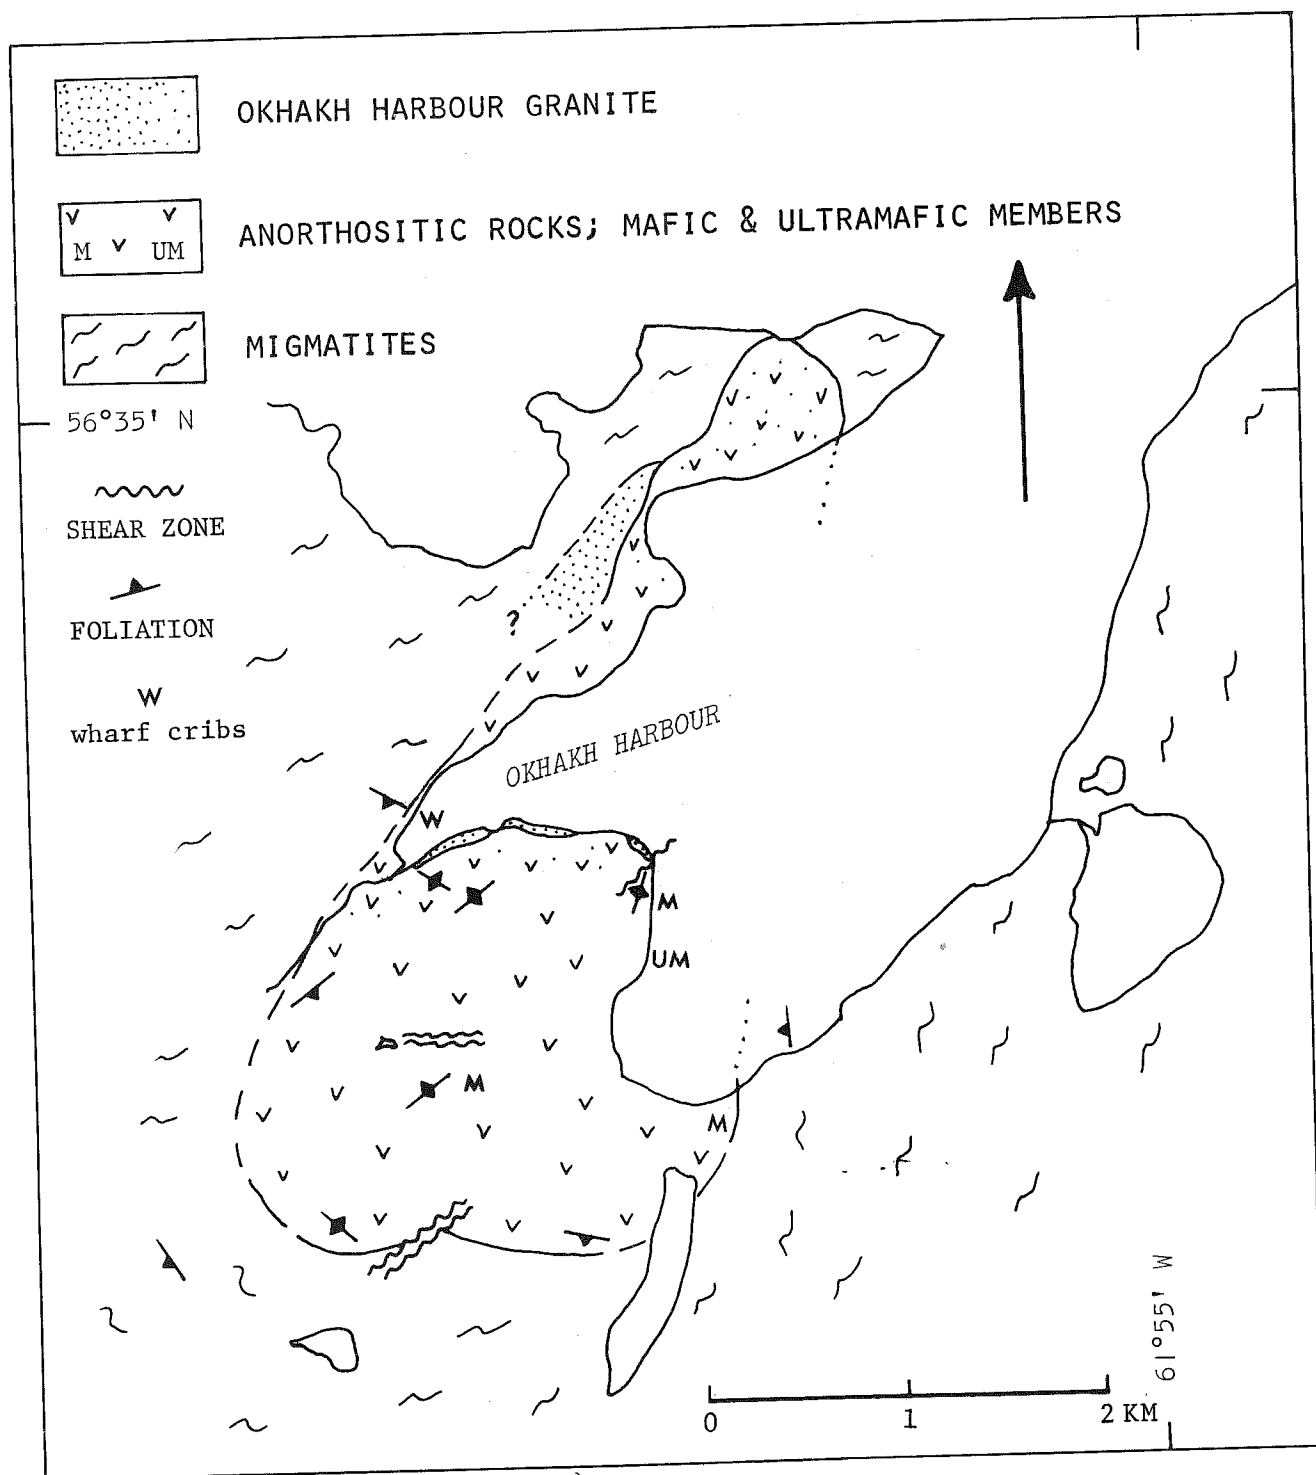 OKHAKH HARBOUR GRANITE
ANORTHOSITIC ROCKS; MAFIC & ULTRAMAFIC MEMBERS
M UM
MIGMATITES
56°35' N
SHEAR ZONE
?
FOLIATION
W
wharf cribs
OKHAKH HARBOUR
W
M
UM
M
M
61°55' W
0 1 2 KM